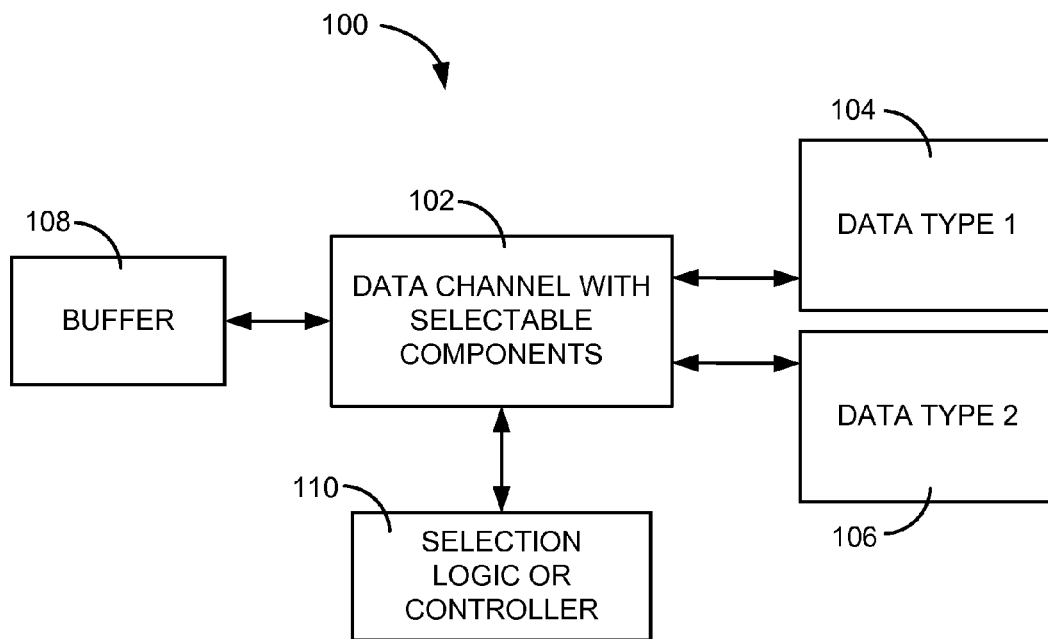 100
104
DATA TYPE 1
102
108
DATA CHANNEL WITH
SELECTABLE
COMPONENTS
BUFFER
DATA TYPE 2
110
106
SELECTION
LOGIC OR
CONTROLLER